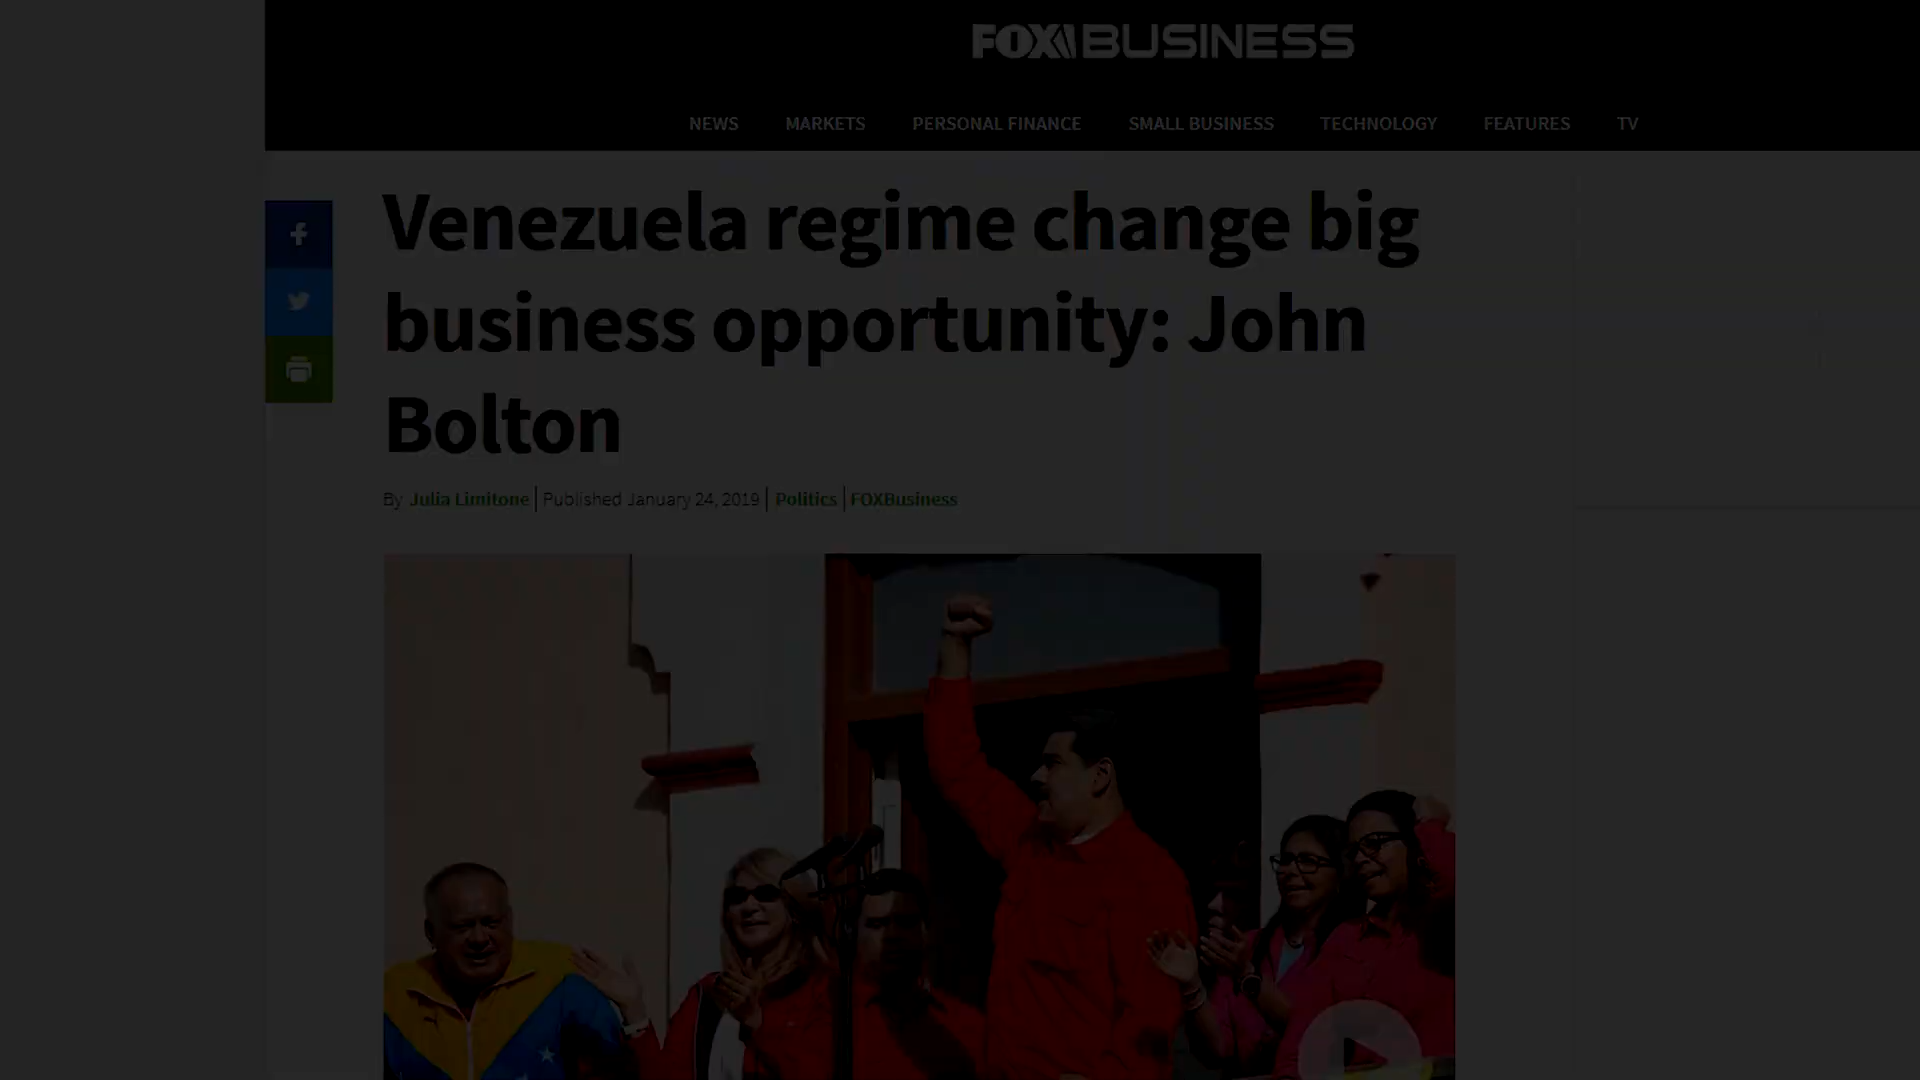 FOX BUSINESS
NEWS MARKETS PERSONAL FINANCE SMALL BUSINESS TECHNOLOGY FEATURES TV
Venezuela regime change big
business opportunity: John
Bolton
By Julia Limitone | Published January 24, 2019 | Politics | FOXBusiness